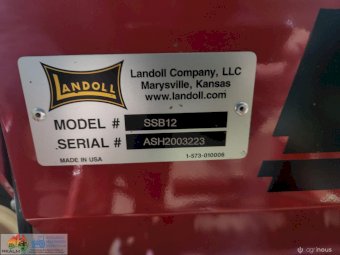 LANDOLL
Landoll Company, LLC
Marysville, Kansas
www.landoll.com
MODEL # SSB12
SERIAL # ASH2003223
MADE IN USA 1-573-010006
agrinous